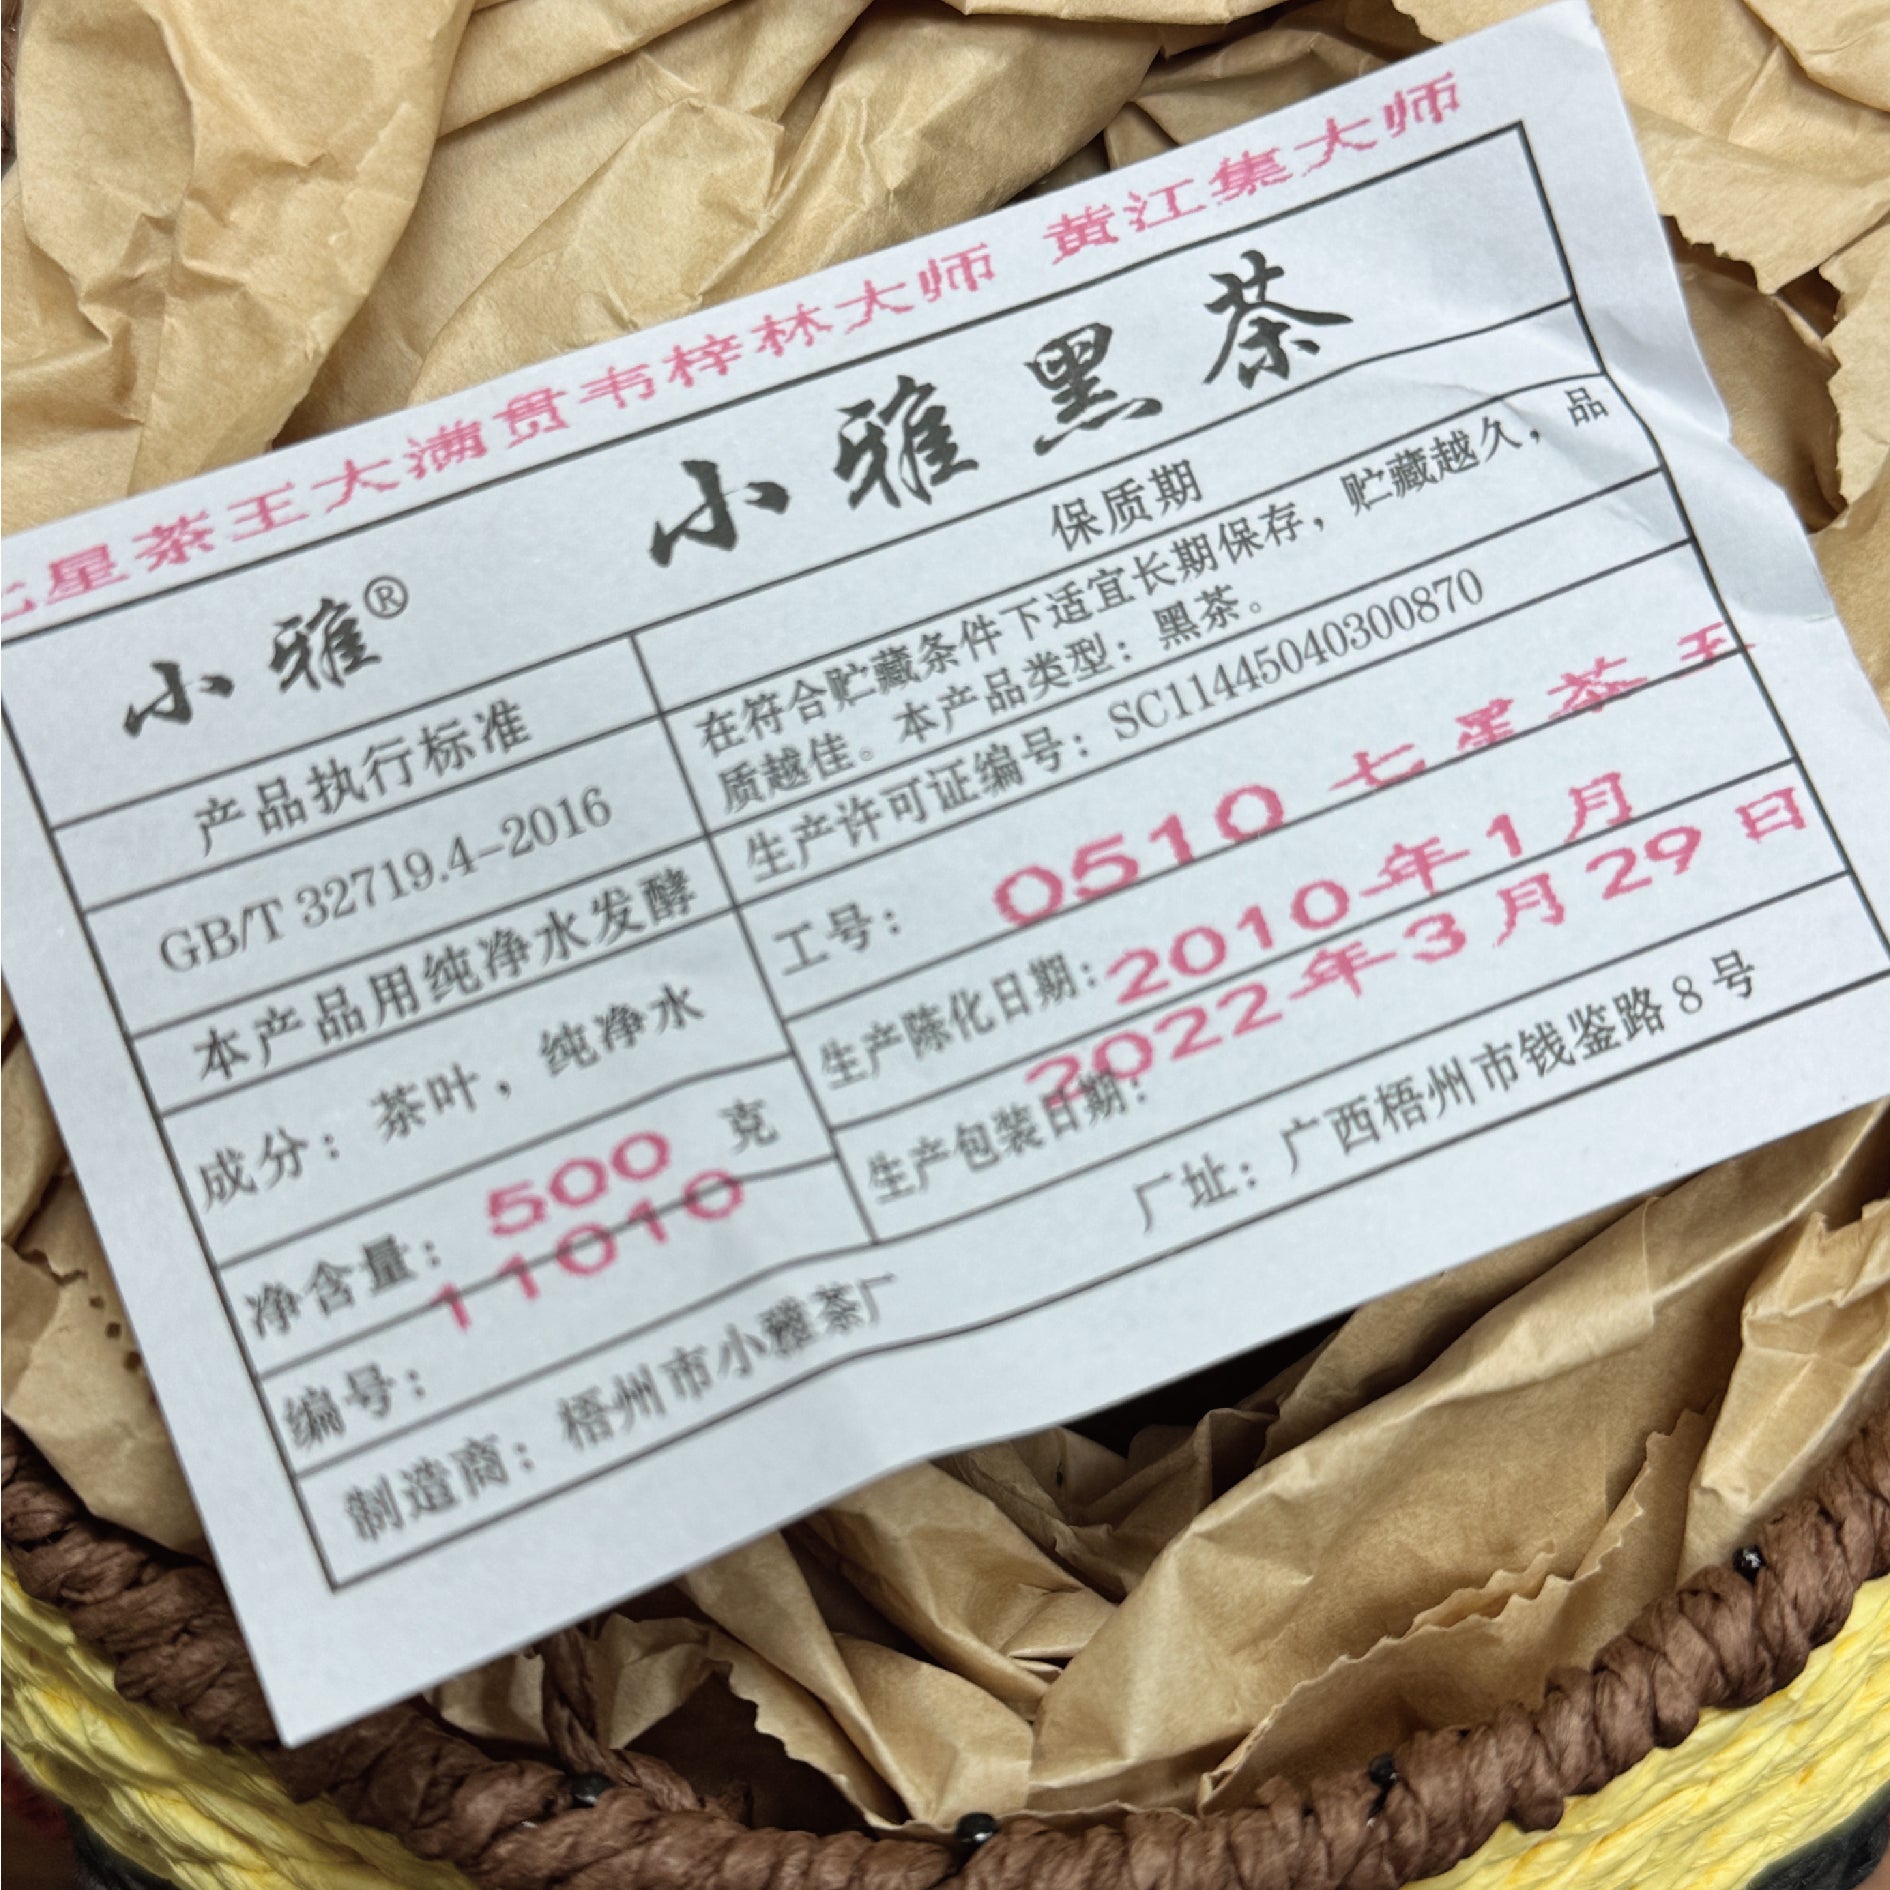 七星茶王大满贯韦梓林大师 黄江集大师
小雅® 小雅黑茶
产品执行标准
GB/T 32719.4-2016
本产品用纯净水发酵
成分：茶叶，纯净水
净含量：500 克
编号：11010
保质期
在符合贮藏条件下适宜长期保存，贮藏越久，品
质越佳。本产品类型：黑茶。
生产许可证编号：SC11445040300870
工号：0510 七星茶王
生产陈化日期：2010年1月
生产包装日期：2022年3月29日
制造商：梧州市小雅茶厂 厂址：广西梧州市钱鉴路 8 号